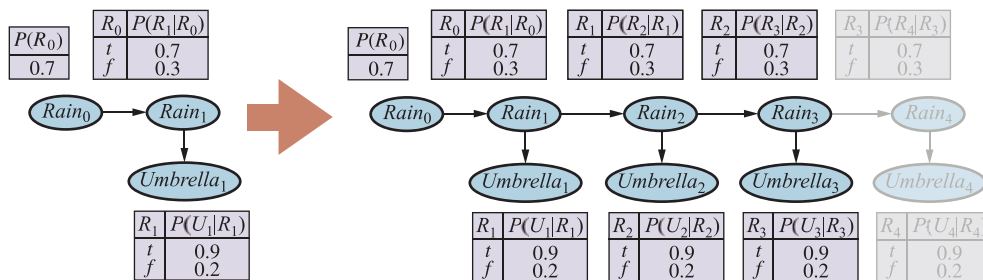 P(R₀)
0.7
R₀ P(R₁|R₀)
t 0.7
f 0.3
Rain₀ Rain₁
Umbrella₁
R₁ P(U₁|R₁)
t 0.9
f 0.2
P(R₀)
0.7
R₀ P(R₁|R₀)
t 0.7
f 0.3
R₁ P(R₂|R₁)
t 0.7
f 0.3
R₂ P(R₃|R₂)
t 0.7
f 0.3
R₃ P(R₄|R₃)
t 0.7
f 0.3
Rain₀ Rain₁ Rain₂ Rain₃ Rain₄
Umbrella₁ Umbrella₂ Umbrella₃ Umbrella₄
R₁ P(U₁|R₁)
t 0.9
f 0.2
R₂ P(U₂|R₂)
t 0.9
f 0.2
R₃ P(U₃|R₃)
t 0.9
f 0.2
R₄ P(U₄|R₄)
t 0.9
f 0.2